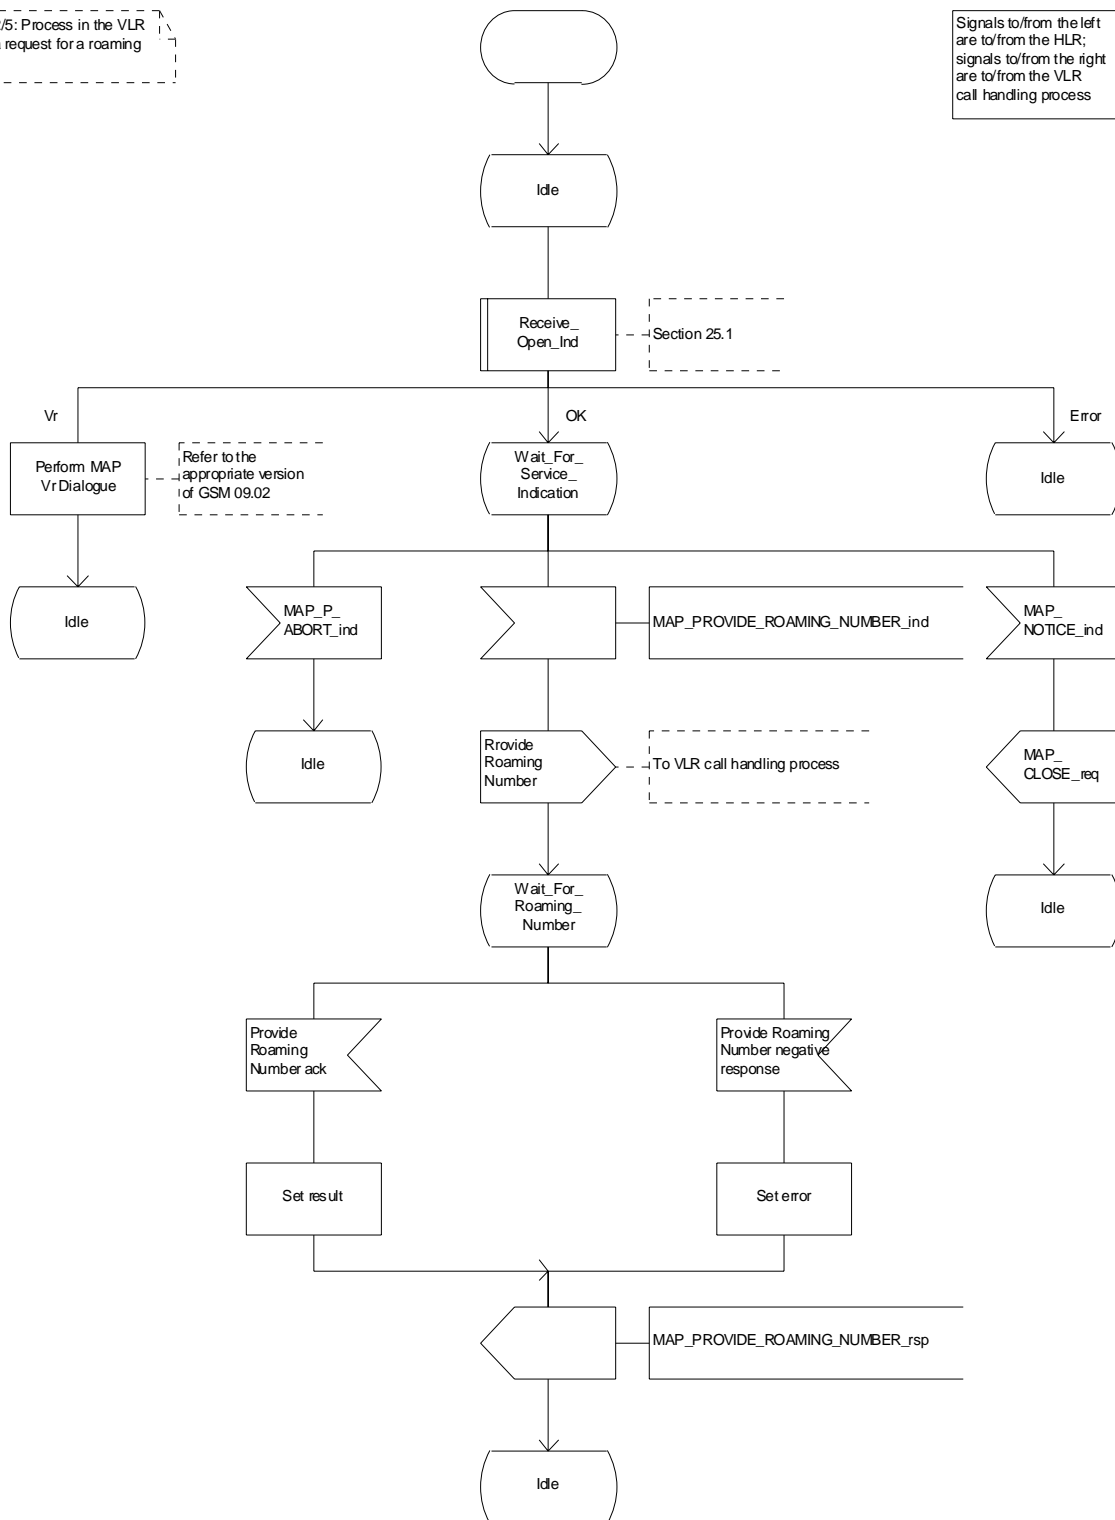 /5: Process in the VLR
request for a roaming
Signals to/from the left
are to/from the HLR;
signals to/from the right
are to/from the VLR
call handling process
Idle
Receive_
Open_Ind
Section 25.1
Vr
OK
Error
Perform MAP
Vr Dialogue
Refer to the
appropriate version
of GSM 09.02
Wait_For_
Service_
Indication
Idle
Idle
MAP_P_
ABORT_ind
MAP_PROVIDE_ROAMING_NUMBER_ind
MAP_
NOTICE_ind
Idle
Rrovide
Roaming
Number
To VLR call handling process
MAP_
CLOSE_req
Wait_For_
Roaming_
Number
Idle
Provide
Roaming
Number ack
Provide Roaming
Number negative
response
Set result
Set error
MAP_PROVIDE_ROAMING_NUMBER_rsp
Idle